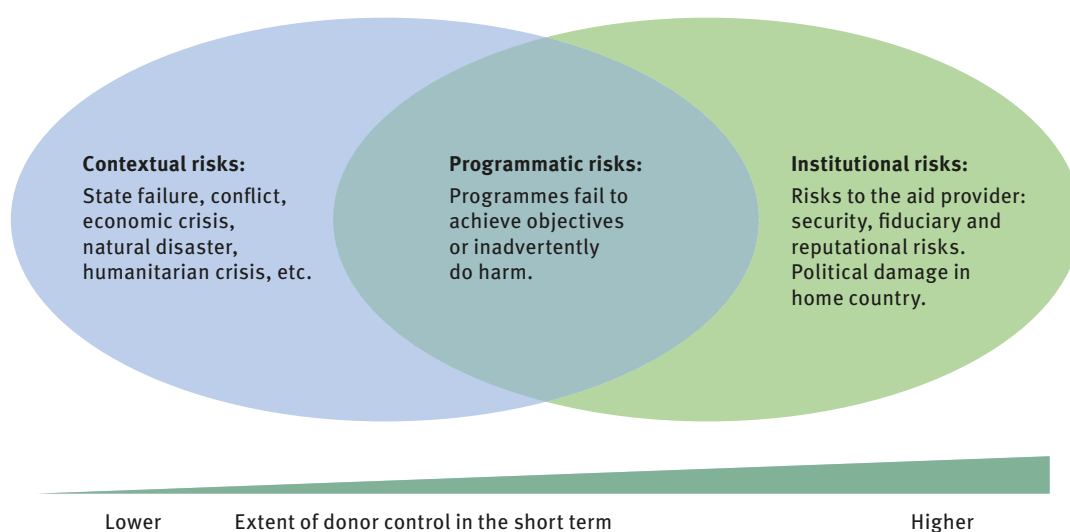 Contextual risks:
State failure, conflict,
economic crisis,
natural disaster,
humanitarian crisis, etc.
Programmatic risks:
Programmes fail to
achieve objectives
or inadvertently
do harm.
Institutional risks:
Risks to the aid provider:
security, fiduciary and
reputational risks.
Political damage in
home country.
Lower Extent of donor control in the short term Higher